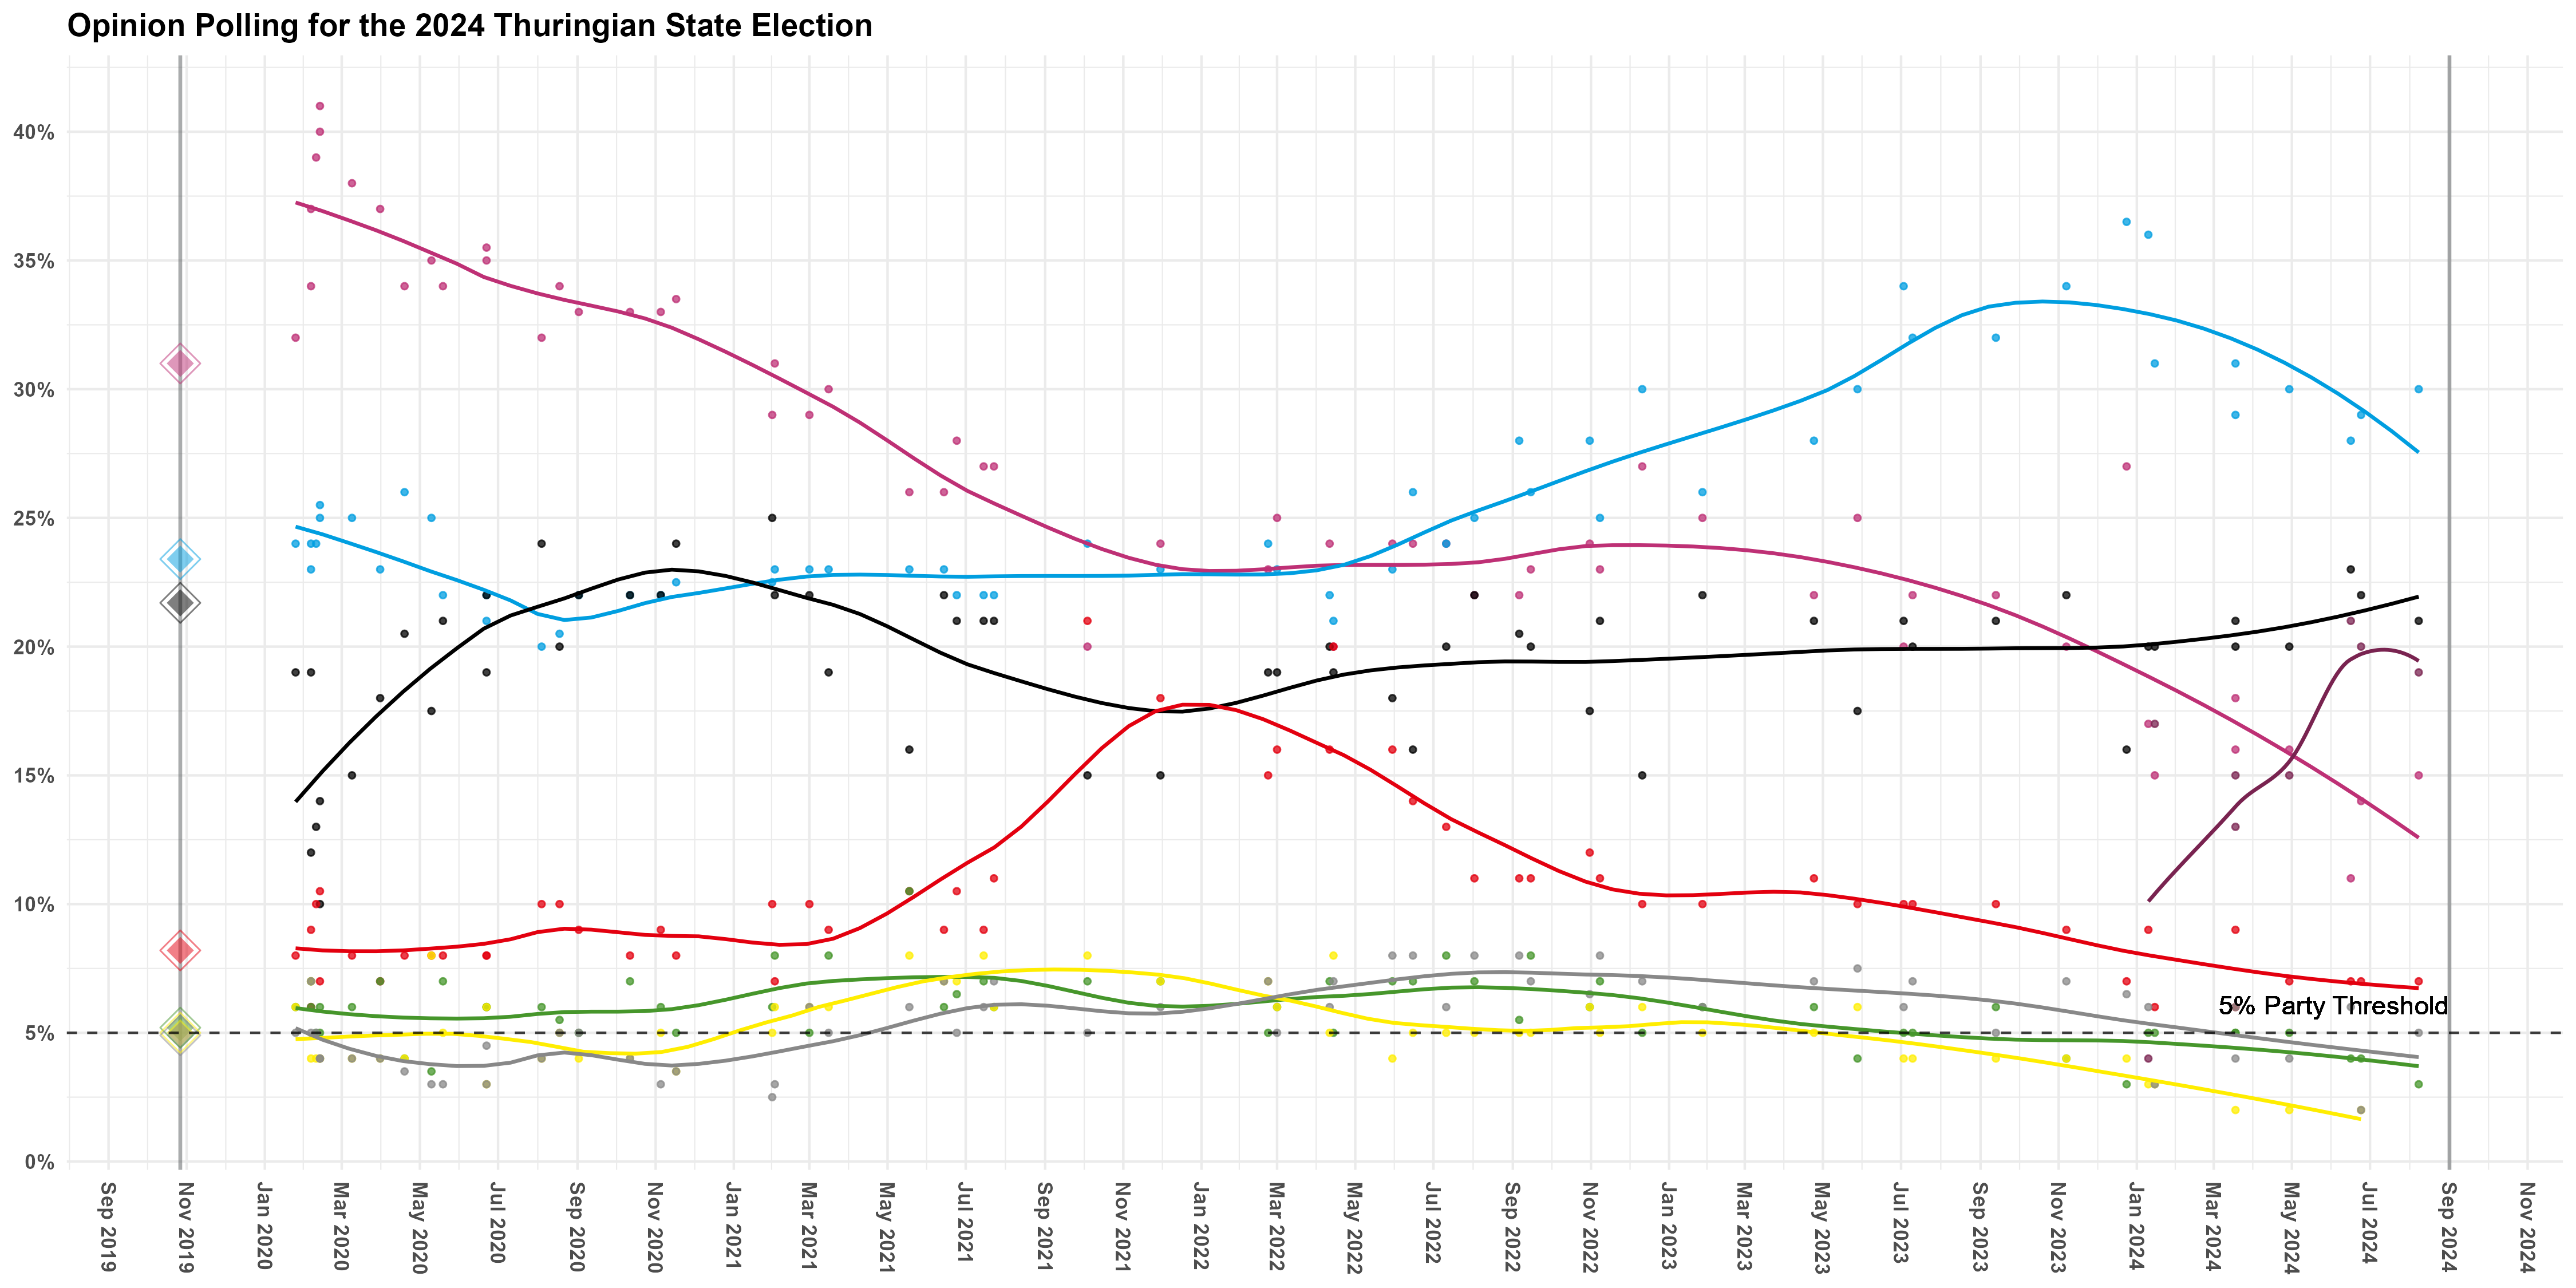 Opinion Polling for the 2024 Thuringian State Election
40%
35%
30%
25%
20%
15%
10%
5%
0%
5% Party Threshold
Sep 2019
Nov 2019
Jan 2020
Mar 2020
May 2020
Jul 2020
Sep 2020
Nov 2020
Jan 2021
Mar 2021
May 2021
Jul 2021
Sep 2021
Nov 2021
Jan 2022
Mar 2022
May 2022
Jul 2022
Sep 2022
Nov 2022
Jan 2023
Mar 2023
May 2023
Jul 2023
Sep 2023
Nov 2023
Jan 2024
Mar 2024
May 2024
Jul 2024
Sep 2024
Nov 2024